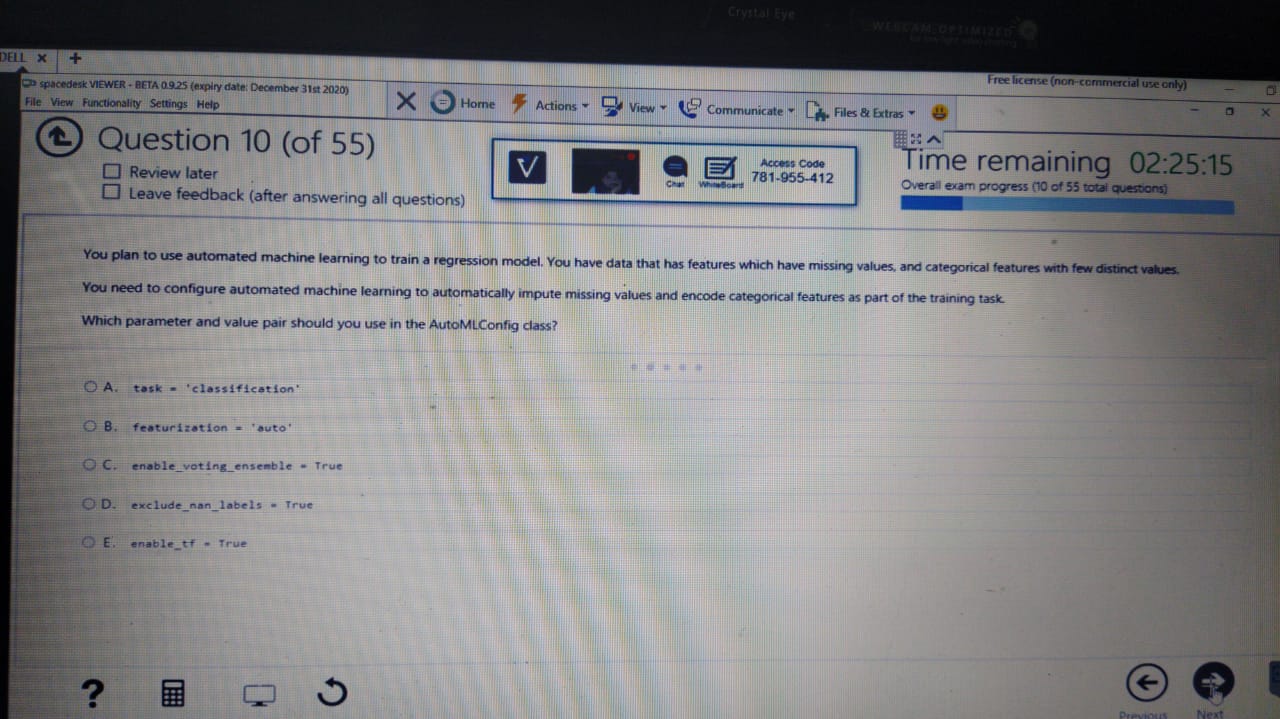 Crystal Eye
WEBCAM OPTIMIZED
DELL X +
spacedesk VIEWER - BETA 0.9.25 (expiry date: December 31st 2020)
Free license (non-commercial use only)
File View Functionality Settings Help
Home Actions View Communicate Files & Extras
Question 10 (of 55)
Review later
Leave feedback (after answering all questions)
Chat
WhiteBoard
Access Code
781-955-412
Time remaining 02:25:15
Overall exam progress (10 of 55 total questions)
You plan to use automated machine learning to train a regression model. You have data that has features which have missing values, and categorical features with few distinct values.
You need to configure automated machine learning to automatically impute missing values and encode categorical features as part of the training task.
Which parameter and value pair should you use in the AutoMLConfig class?
A. task = 'classification'
B. featurization = 'auto'
C. enable_voting_ensemble = True
D. exclude_nan_labels = True
E. enable_tf = True
?
Previous
Next